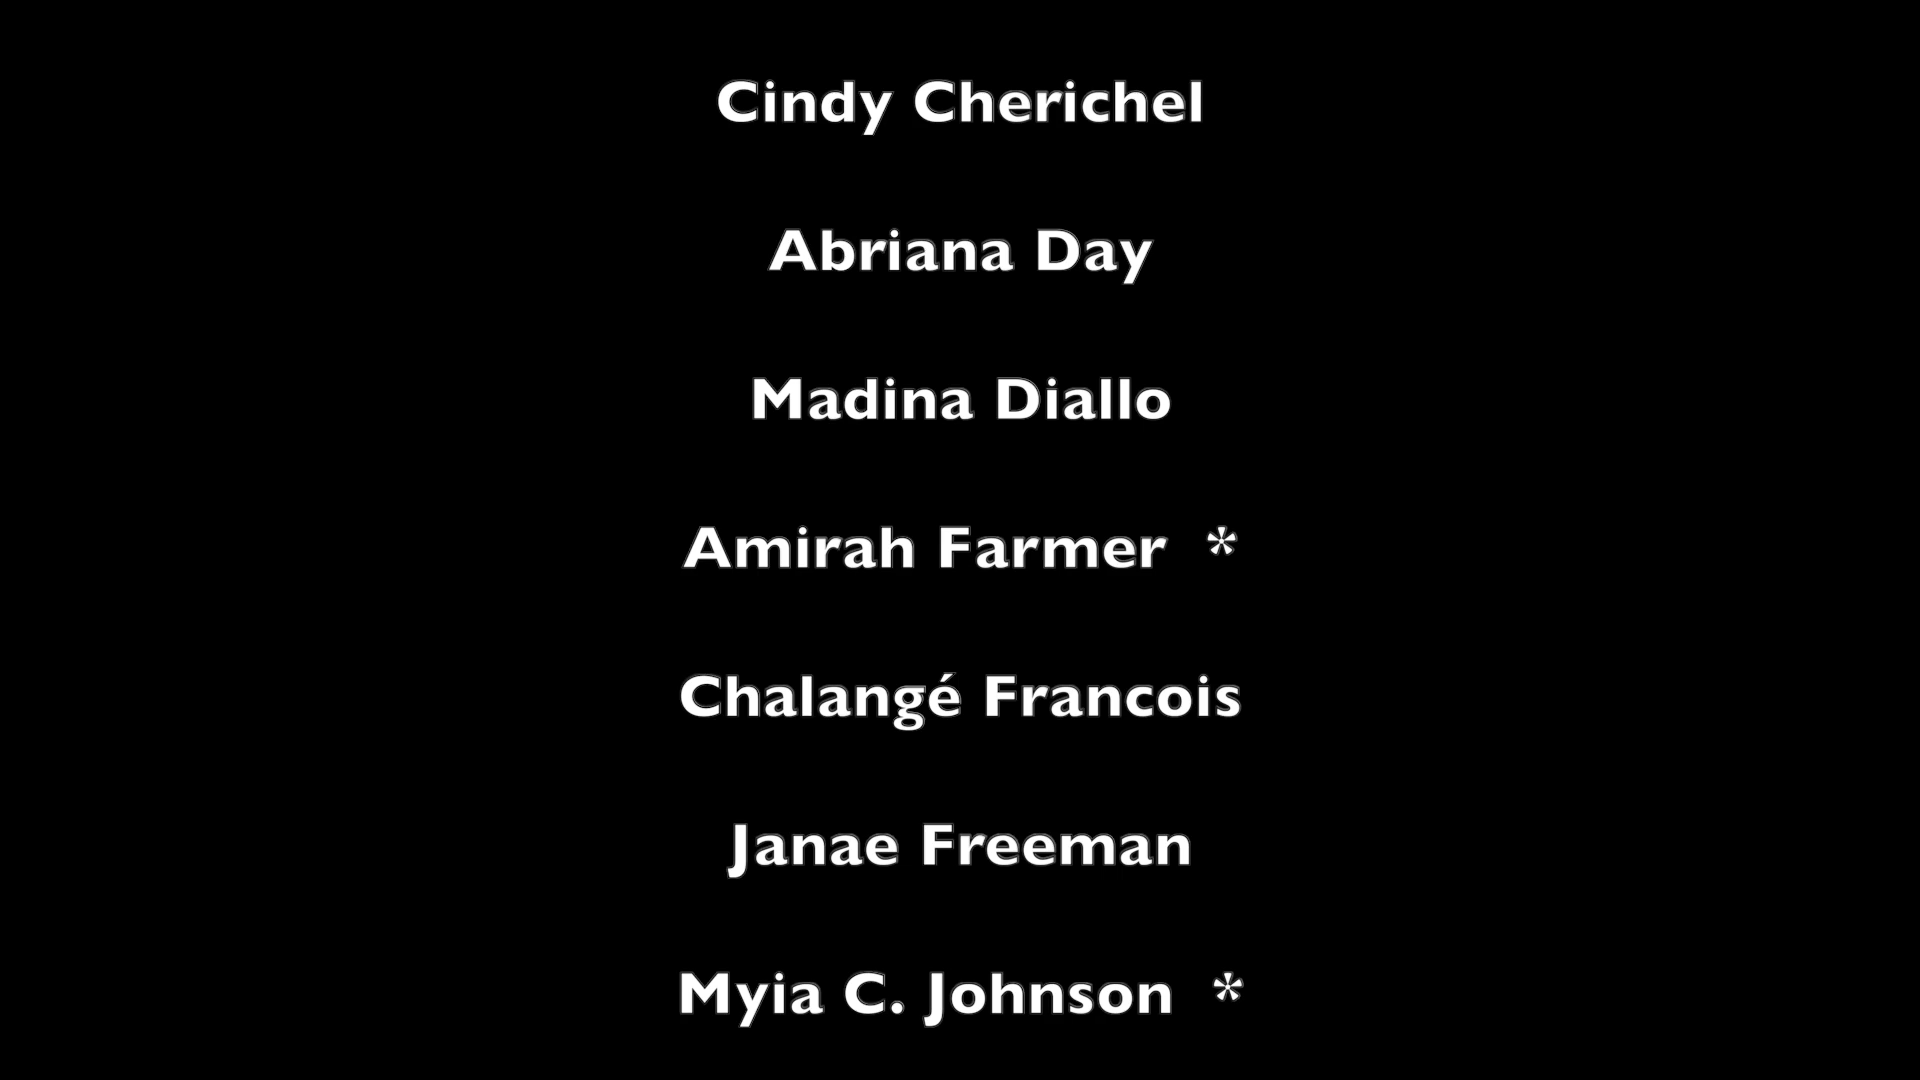 Cindy Cherichel
Abriana Day
Madina Diallo
Amirah Farmer *
Chalangé Francois
Janae Freeman
Myia C. Johnson *